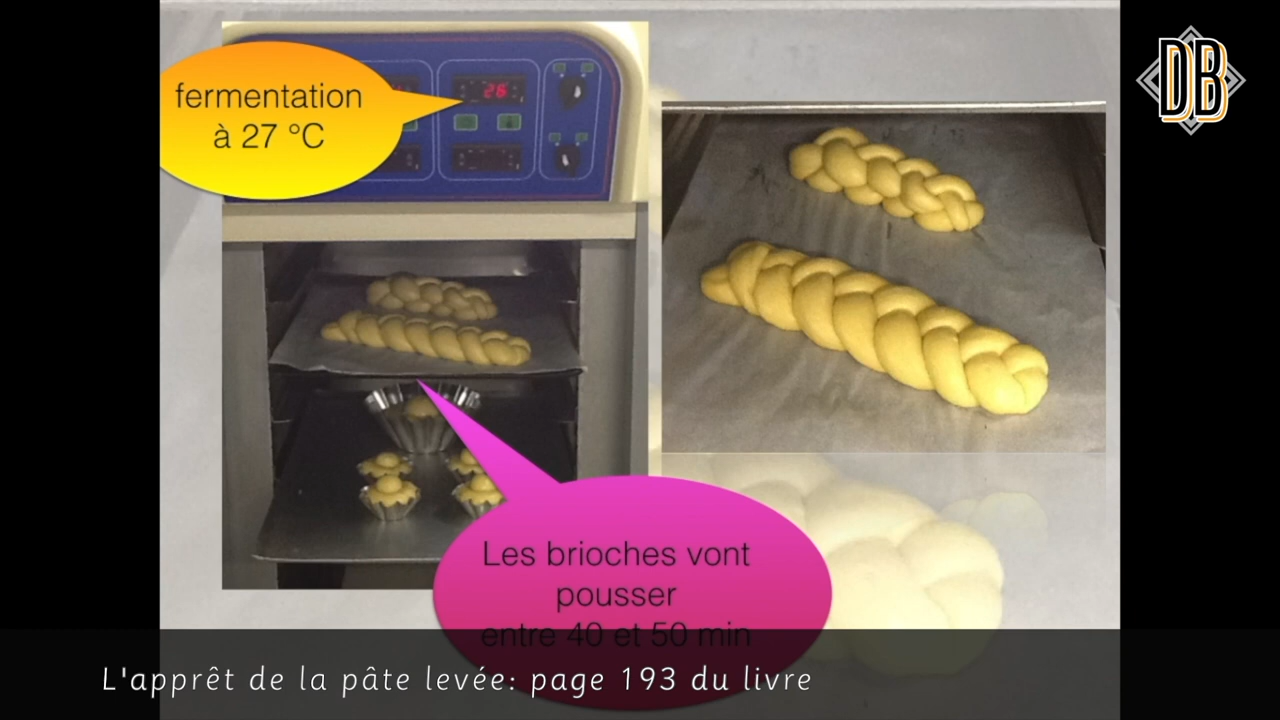 DB
fermentation
à 27 °C
26
Les brioches vont
pousser
entre 40 et 50 min
L'apprêt de la pâte levée: page 193 du livre